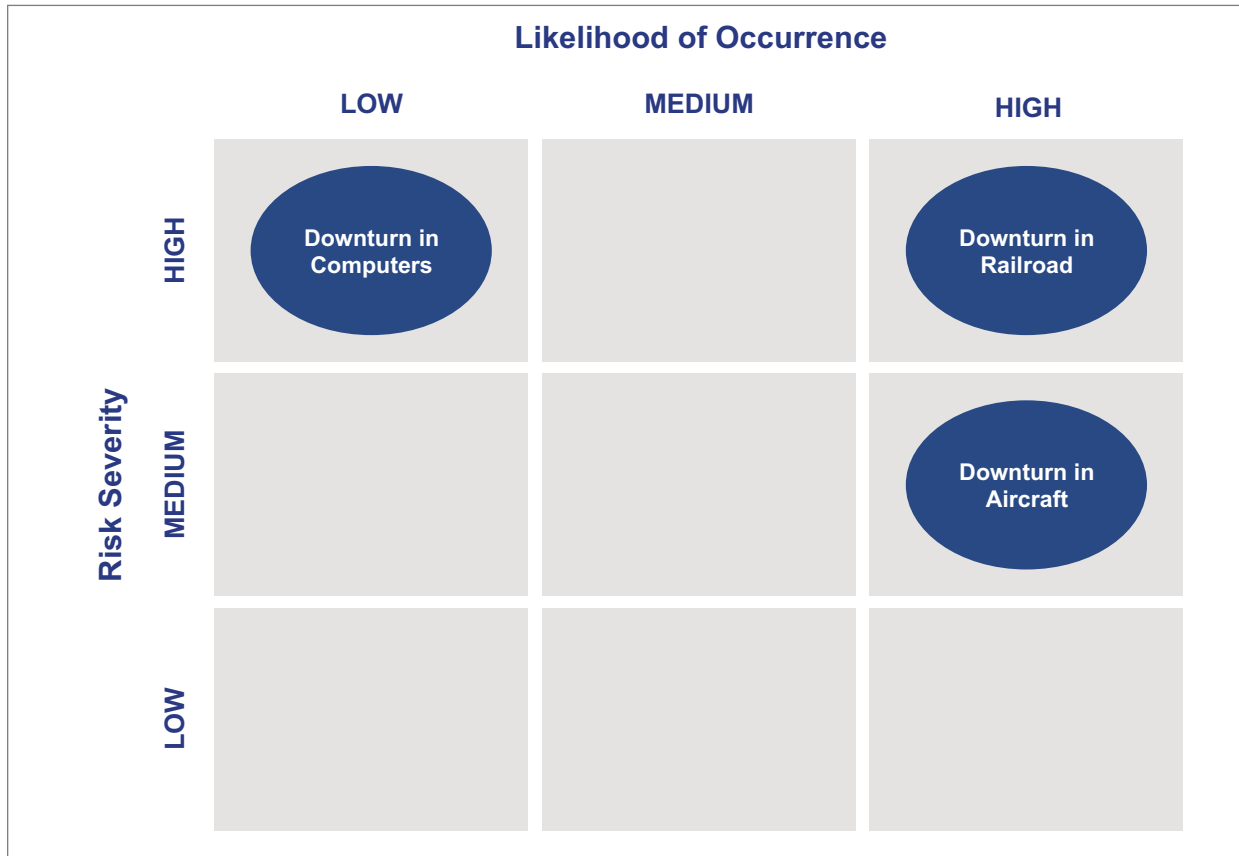 Likelihood of Occurrence
LOW
MEDIUM
HIGH
Risk Severity
HIGH
Downturn in
Computers
Downturn in
Railroad
MEDIUM
Downturn in
Aircraft
LOW